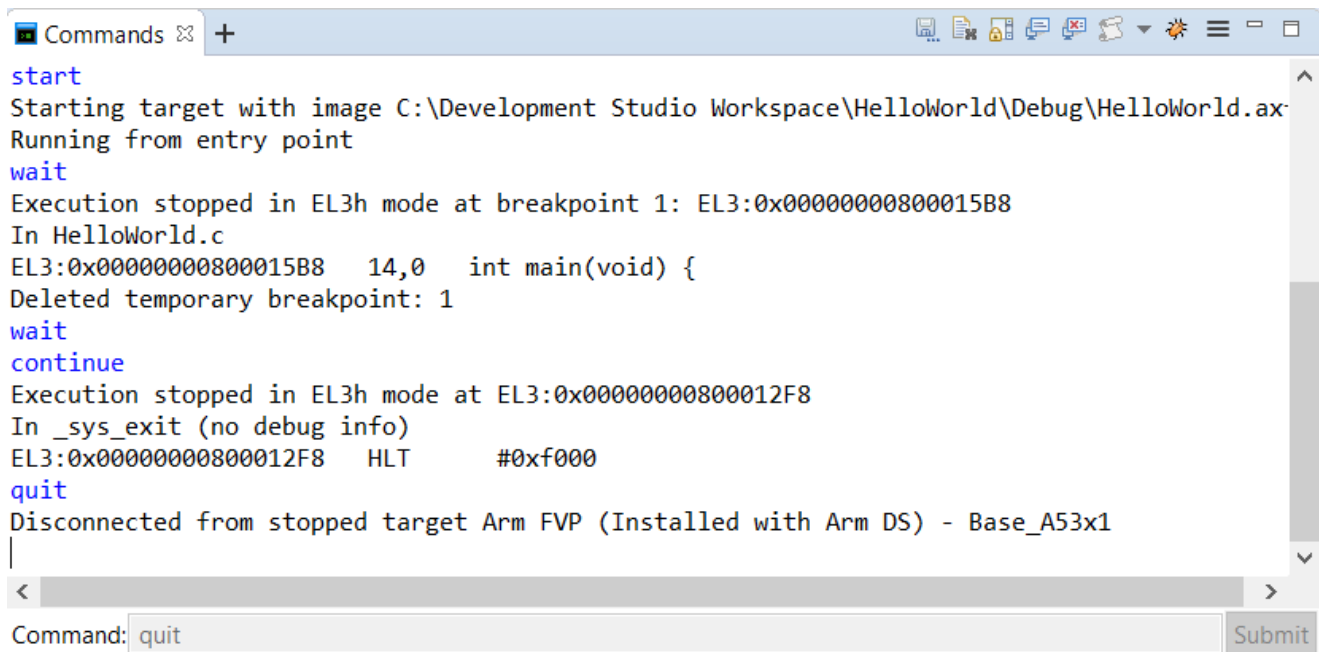 Commands
start
Starting target with image C:\Development Studio Workspace\HelloWorld\Debug\HelloWorld.ax
Running from entry point
wait
Execution stopped in EL3h mode at breakpoint 1: EL3:0x00000000800015B8
In HelloWorld.c
EL3:0x00000000800015B8   14,0   int main(void) {
Deleted temporary breakpoint: 1
wait
continue
Execution stopped in EL3h mode at EL3:0x00000000800012F8
In _sys_exit (no debug info)
EL3:0x00000000800012F8   HLT      #0xf000
quit
Disconnected from stopped target Arm FVP (Installed with Arm DS) - Base_A53x1
Command: quit Submit